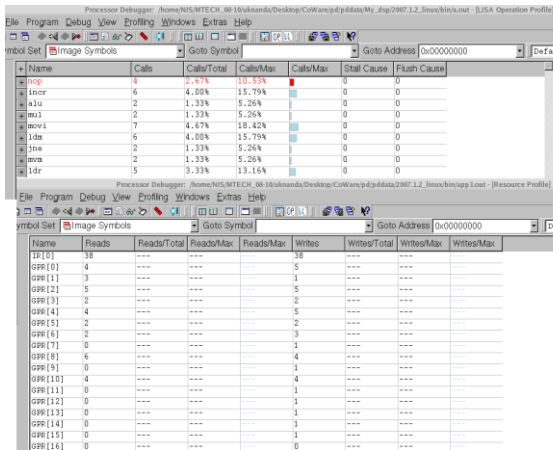 Processor Debugger: /home/NIS/MTECH_08-10/uknanda/Desktop/CoWare/pd/pddata/My_dsp/2007.1.2_linux/bin/a.out - [LISA Operation Profile]
File Program Debug View Profiling Windows Extras Help
ymbol Set Image Symbols Goto Symbol Goto Address 0x00000000 Defa
+ Name Calls Calls/Total Calls/Max Calls/Max Stall Cause Flush Cause
+ nop 4 2.67% 10.53% 0 0
+ incr 6 4.00% 15.79% 0 0
+ alu 2 1.33% 5.26% 0 0
+ mul 2 1.33% 5.26% 0 0
+ movi 7 4.67% 18.42% 0 0
+ ldm 6 4.00% 15.79% 0 0
+ jne 2 1.33% 5.26% 0 0
+ mvm 2 1.33% 5.26% 0 0
+ ldr 5 3.33% 13.16% 0 0
Processor Debugger: /home/NIS/MTECH_08-10/uknanda/Desktop/CoWare/pd/pddata/2007.1.2_linux/bin/app1.out - [Resource Profile]
File Program Debug View Profiling Windows Extras Help
ymbol Set Image Symbols Goto Symbol Goto Address 0x00000000
Name Reads Reads/Total Reads/Max Reads/Max Writes Writes/Total Writes/Max Writes/Max
IR[0] 38 --- --- --- 38 --- --- ---
GPR[0] 4 --- --- --- 5 --- --- ---
GPR[1] 3 --- --- --- 1 --- --- ---
GPR[2] 5 --- --- --- 5 --- --- ---
GPR[3] 2 --- --- --- 2 --- --- ---
GPR[4] 4 --- --- --- 5 --- --- ---
GPR[5] 2 --- --- --- 2 --- --- ---
GPR[6] 2 --- --- --- 3 --- --- ---
GPR[7] 0 --- --- --- 1 --- --- ---
GPR[8] 6 --- --- --- 4 --- --- ---
GPR[9] 0 --- --- --- 1 --- --- ---
GPR[10] 4 --- --- --- 4 --- --- ---
GPR[11] 0 --- --- --- 1 --- --- ---
GPR[12] 0 --- --- --- 1 --- --- ---
GPR[13] 0 --- --- --- 1 --- --- ---
GPR[14] 0 --- --- --- 1 --- --- ---
GPR[15] 0 --- --- --- 1 --- --- ---
GPR[16] 0 --- --- --- 0 --- --- ---